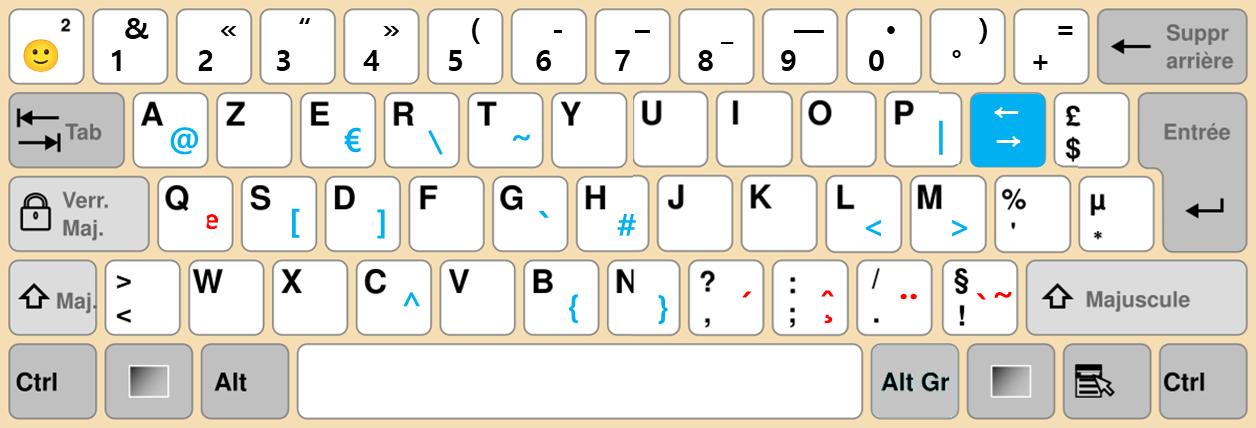 ² & « “ » ( - – _ — • ) = Suppr
🙂 1 2 3 4 5 6 7 8 9 0 ° + ← arrière
Tab A @ Z E € R \ T ~ Y U I O P | ← → £ $ Entrée
Verr. Maj. Q ə S [ D ] F G ` H # J K L < M > % ' µ * ↵
⇧ Maj. > < W X C ^ V B { N } ? , ´ : ; ^ ¸ / . ¨ § ! ` ~ ⇧ Majuscule
Ctrl Alt Alt Gr Ctrl